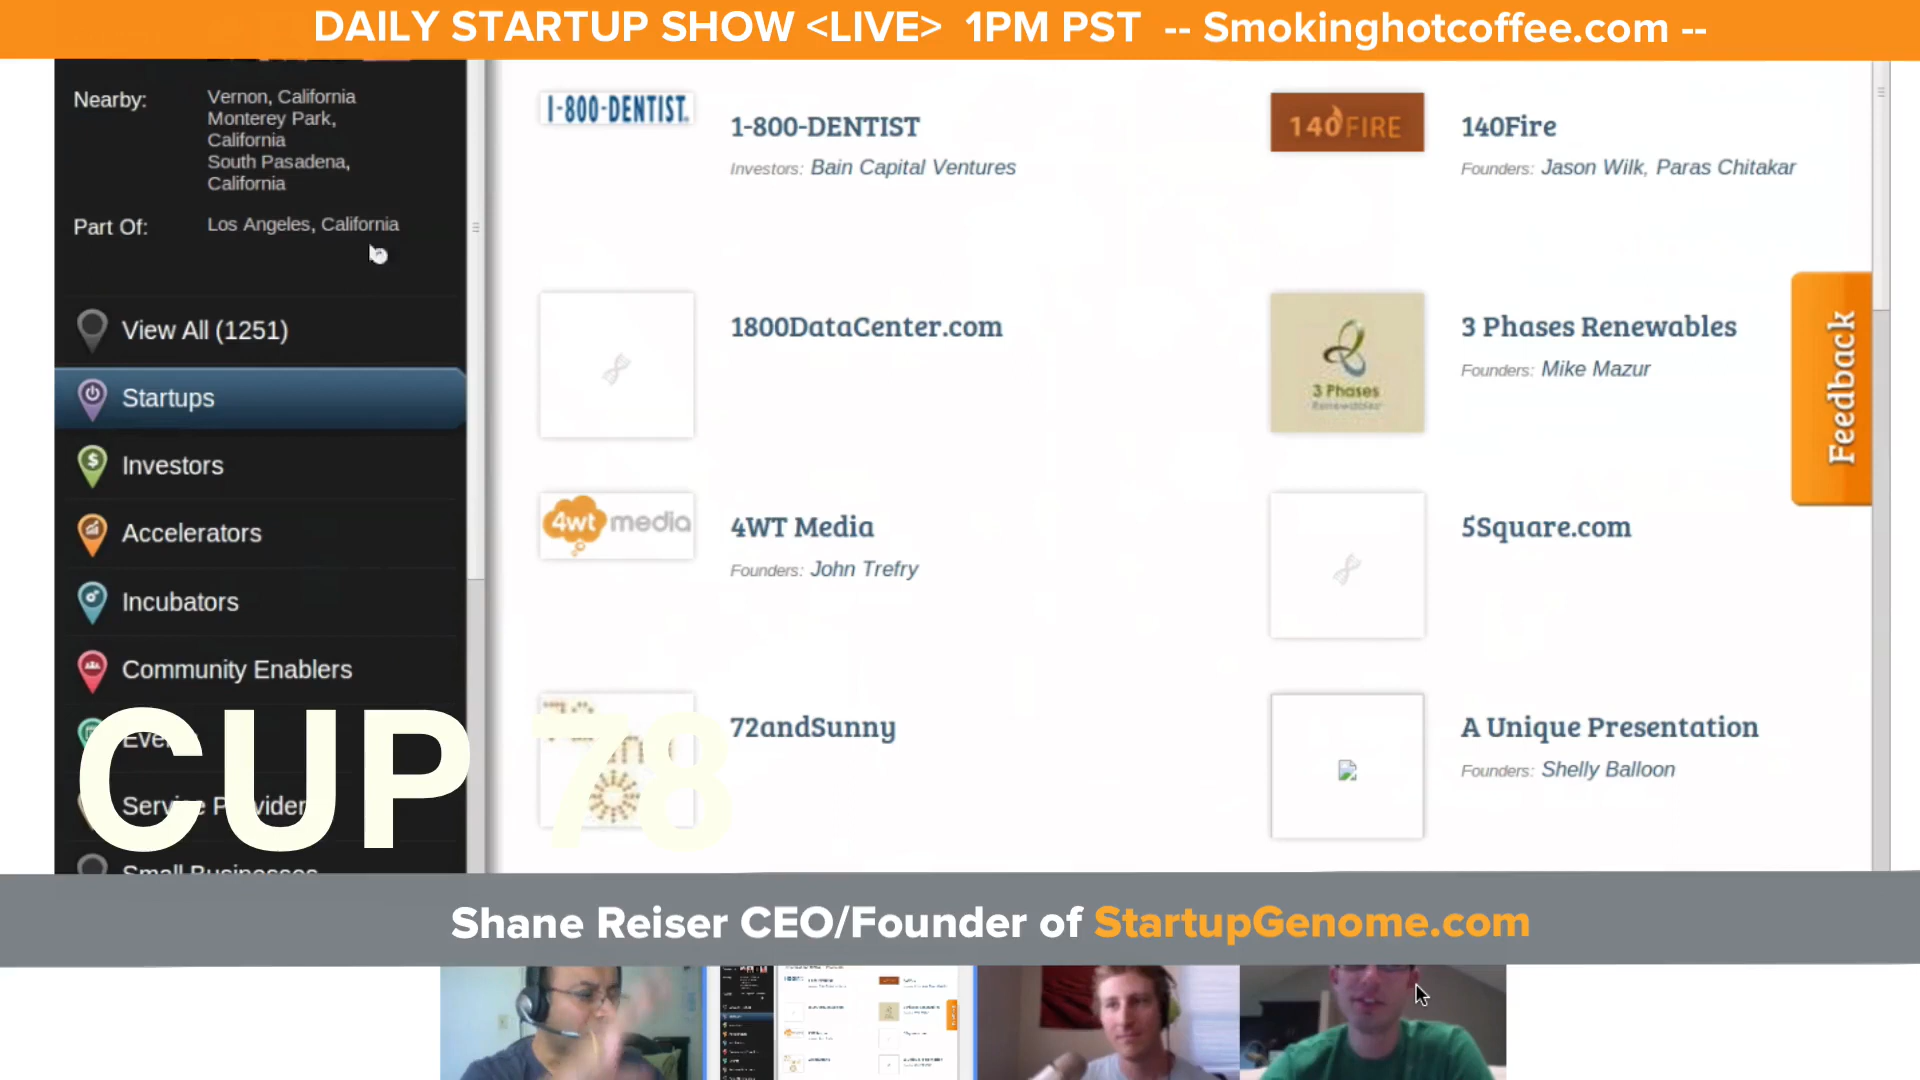 DAILY STARTUP SHOW <LIVE> 1PM PST -- Smokinghotcoffee.com --
Nearby:
Vernon, California
Monterey Park,
California
South Pasadena,
California
Part Of:
Los Angeles, California
View All (1251)
Startups
Investors
Accelerators
Incubators
Community Enablers
Small Businesses
1-800-DENTIST
1-800-DENTIST
Investors: Bain Capital Ventures
140FIRE
140Fire
Founders: Jason Wilk, Paras Chitakar
1800DataCenter.com
3 Phases
Renewables
3 Phases Renewables
Founders: Mike Mazur
4wt media
4WT Media
Founders: John Trefry
5Square.com
72andSunny
A Unique Presentation
Founders: Shelly Balloon
Feedback
CUP 78
Shane Reiser CEO/Founder of StartupGenome.com